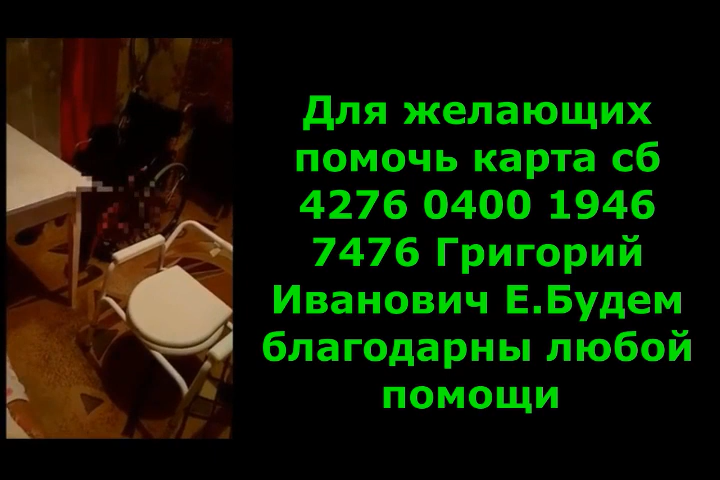 Для желающих
помочь карта сб
4276 0400 1946
7476 Григорий
Иванович Е.Будем
благодарны любой
помощи